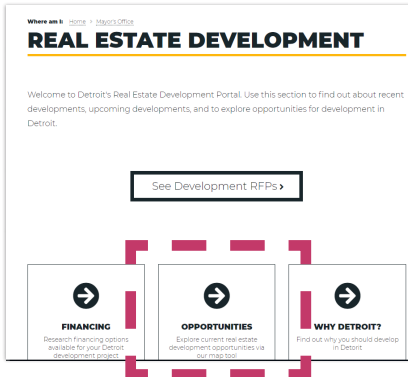 Where am I: Home > Mayor's Office
REAL ESTATE DEVELOPMENT
Welcome to Detroit's Real Estate Development Portal. Use this section to find out about recent
developments, upcoming developments, and to explore opportunities for development in
Detroit.
See Development RFPs >
FINANCING
Research financing options
available for your Detroit
development project
OPPORTUNITIES
Explore current real estate
development opportunities via
our map tool
WHY DETROIT?
Find out why you should develop
in Detorit